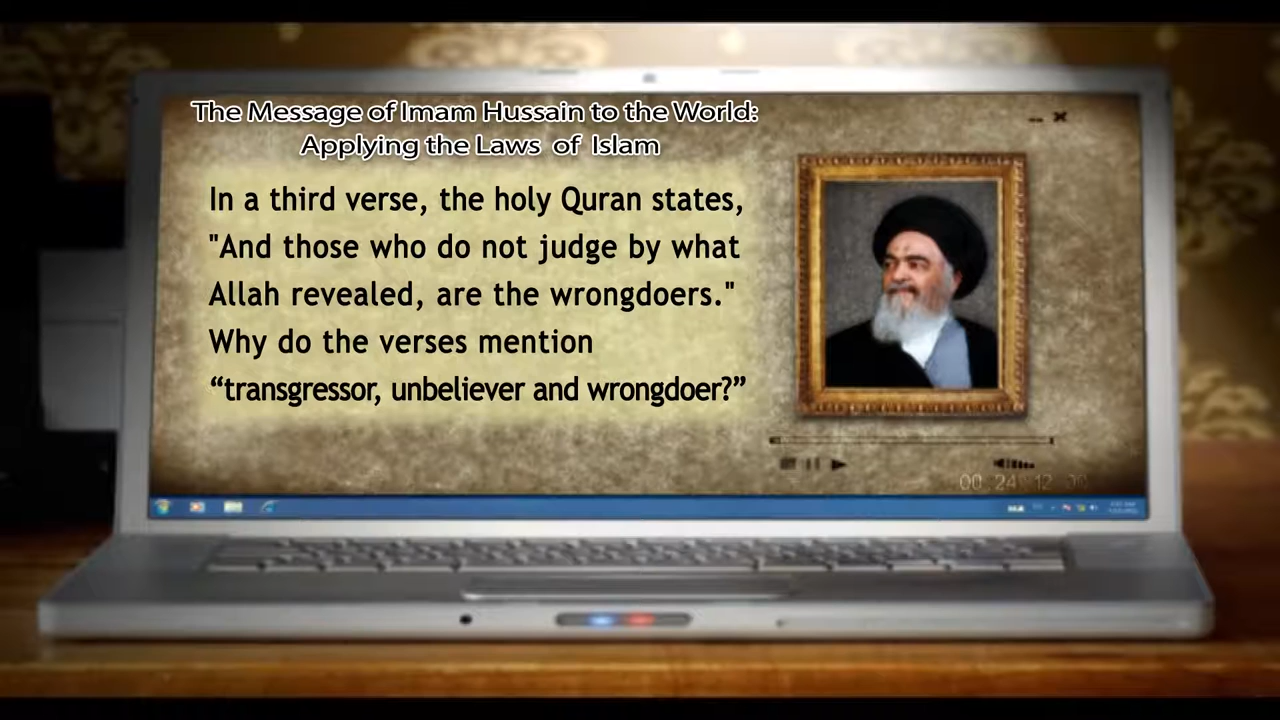 The Message of Imam Hussain to the World:
Applying the Laws of Islam
In a third verse, the holy Quran states,
"And those who do not judge by what
Allah revealed, are the wrongdoers."
Why do the verses mention
“transgressor, unbeliever and wrongdoer?”